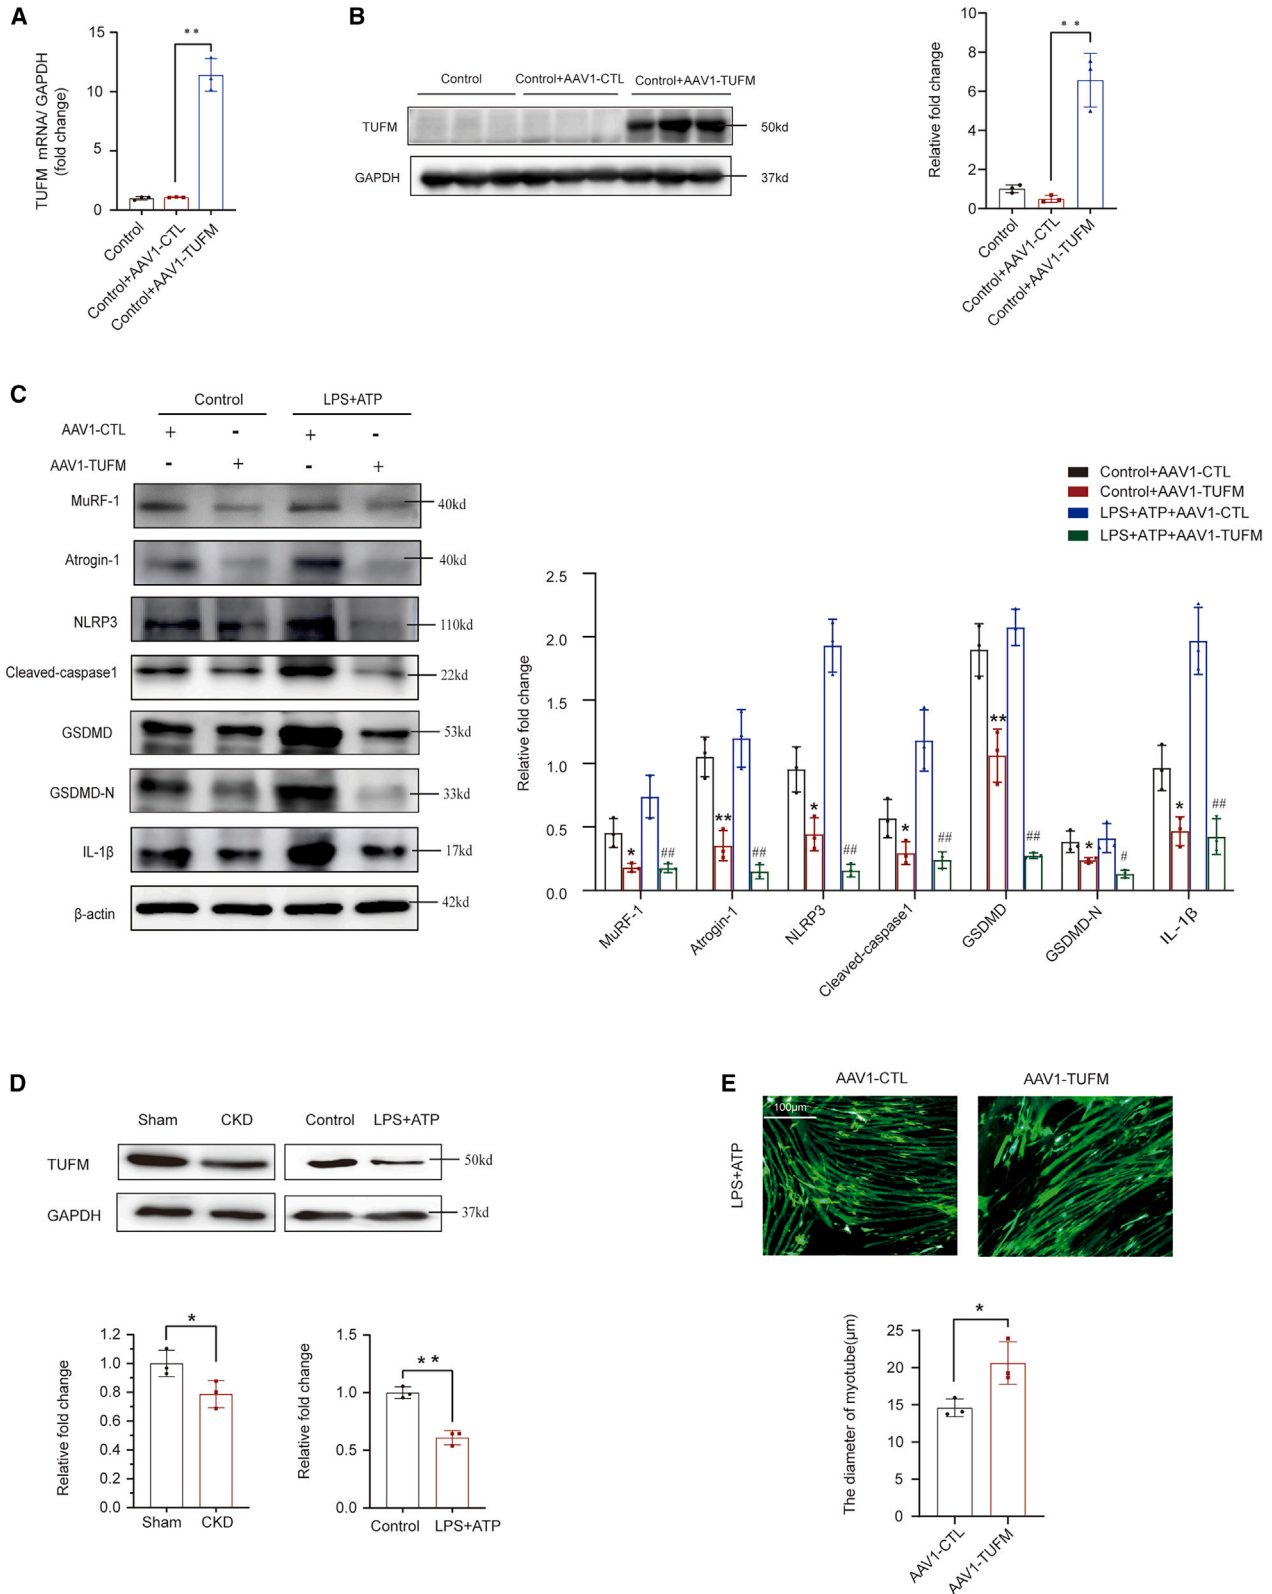 A
TUFM mRNA/ GAPDH
(fold change)
15
10
5
0
**
Control
Control+AAV1-CTL
Control+AAV1-TUFM
B
Control
Control+AAV1-CTL
Control+AAV1-TUFM
TUFM
50kd
GAPDH
37kd
Relative fold change
10
8
6
4
2
0
**
Control
Control+AAV1-CTL
Control+AAV1-TUFM
C
Control
LPS+ATP
AAV1-CTL
+ - + -
AAV1-TUFM
- + - +
MuRF-1
40kd
Atrogin-1
40kd
NLRP3
110kd
Cleaved-caspase1
22kd
GSDMD
53kd
GSDMD-N
33kd
IL-1β
17kd
β-actin
42kd
Control+AAV1-CTL
Control+AAV1-TUFM
LPS+ATP+AAV1-CTL
LPS+ATP+AAV1-TUFM
Relative fold change
2.5
2.0
1.5
1.0
0.5
0.0
* ##
** ##
* ##
* ##
** ##
* #
* ##
MuRF-1
Atrogin-1
NLRP3
Cleaved-caspase1
GSDMD
GSDMD-N
IL-1β
D
Sham
CKD
Control
LPS+ATP
TUFM
50kd
GAPDH
37kd
Relative fold change
1.2
1.0
0.8
0.6
0.4
0.2
0.0
*
Sham
CKD
Relative fold change
1.5
1.0
0.5
0.0
**
Control
LPS+ATP
E
AAV1-CTL
AAV1-TUFM
LPS+ATP
100μm
The diameter of myotube(μm)
25
20
15
10
5
0
*
AAV1-CTL
AAV1-TUFM